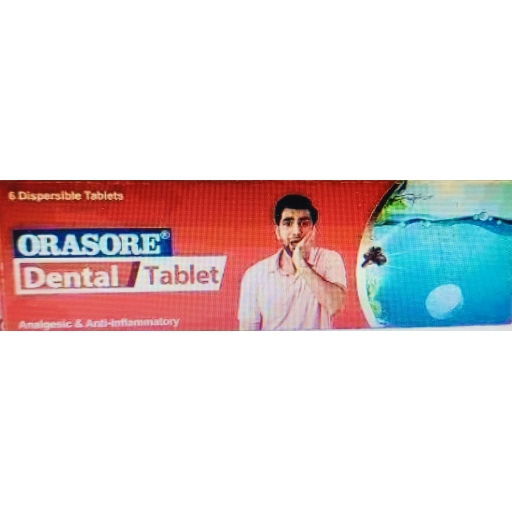 6 Dispersible Tablets
ORASORE®
Dental Tablet
Analgesic & Anti-Inflammatory